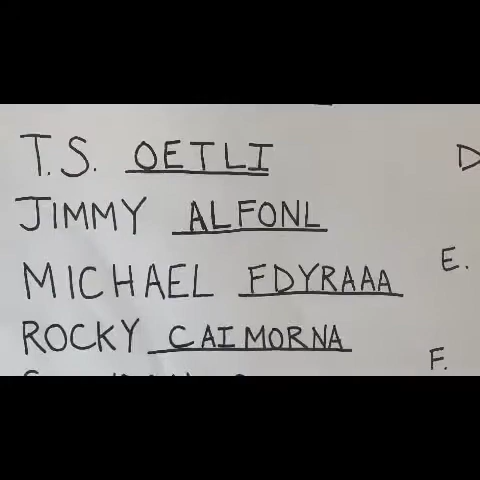 T.S. OETLI
D
JIMMY ALFONL
MICHAEL FDYRAAA
E.
ROCKY CAIMORNA
F.